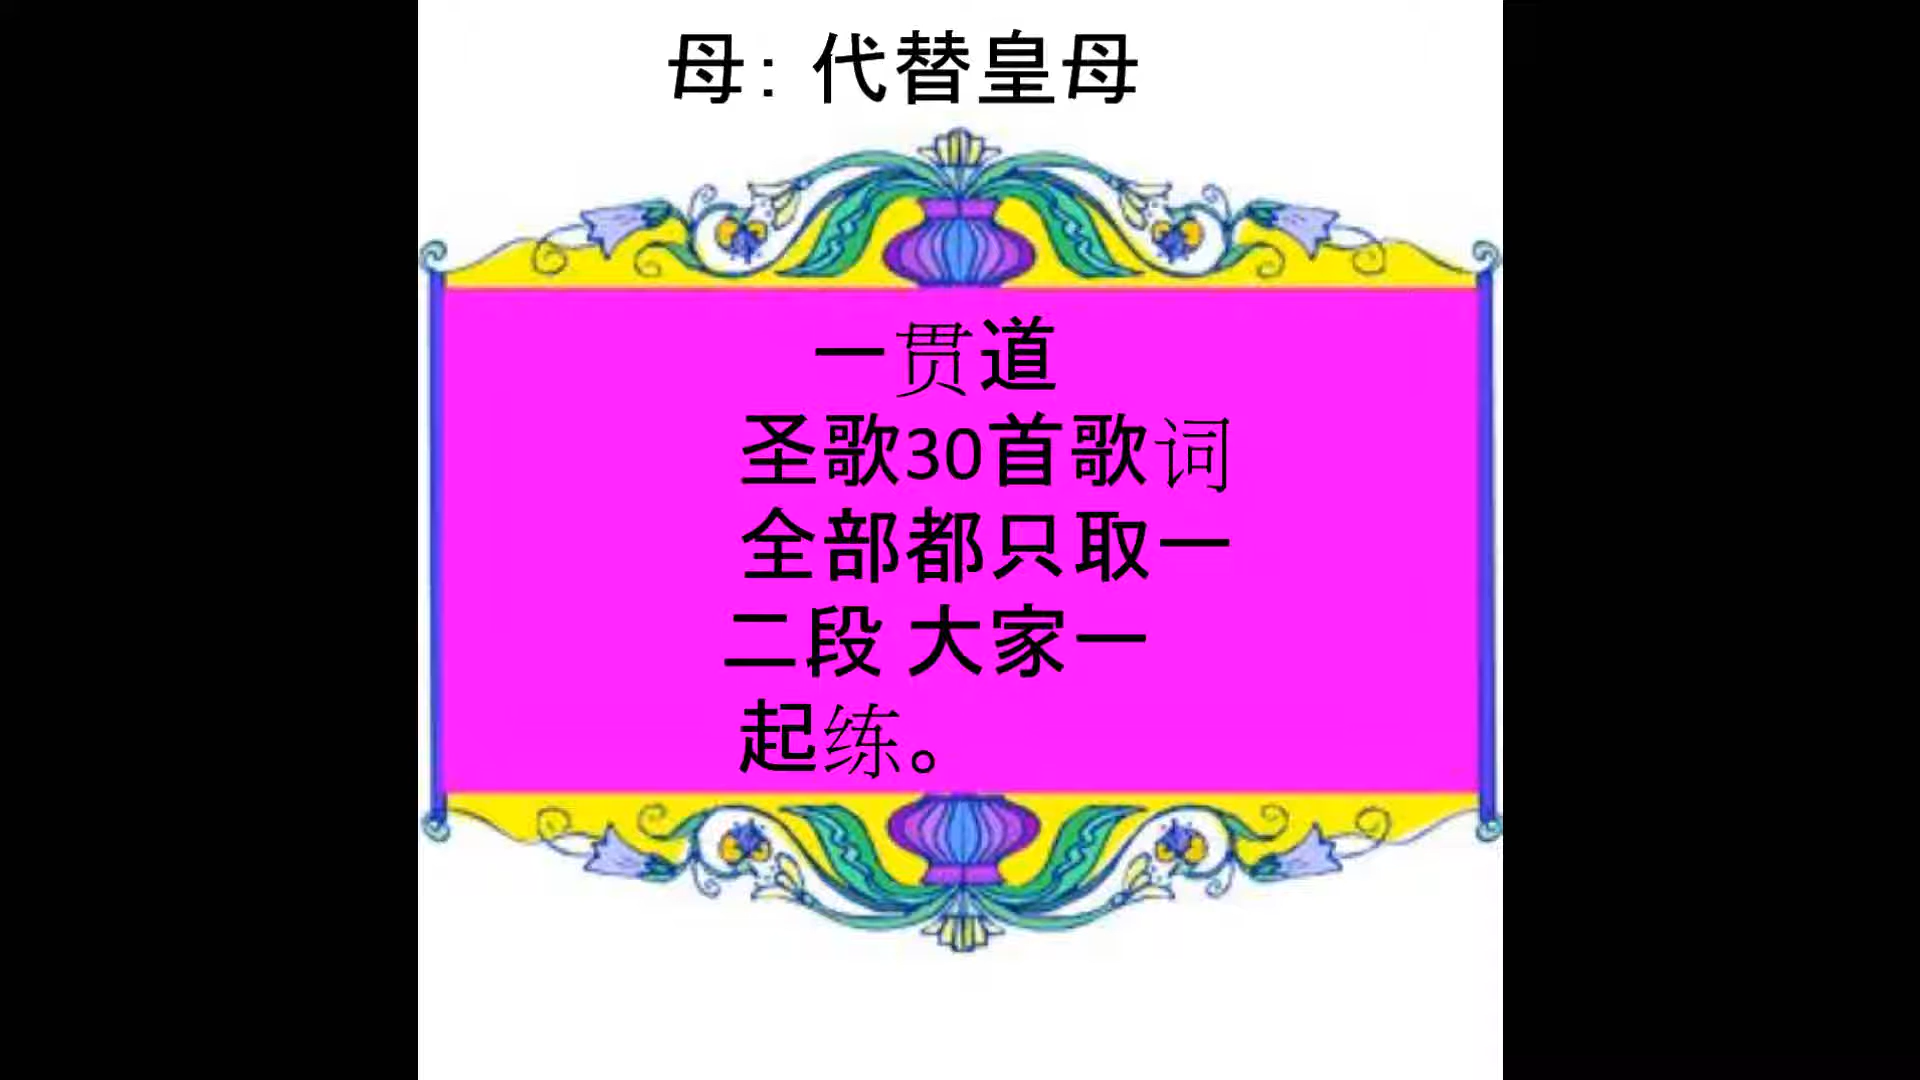 母：代替皇母
一贯道
圣歌30首歌词
全部都只取一
二段 大家一
起练。